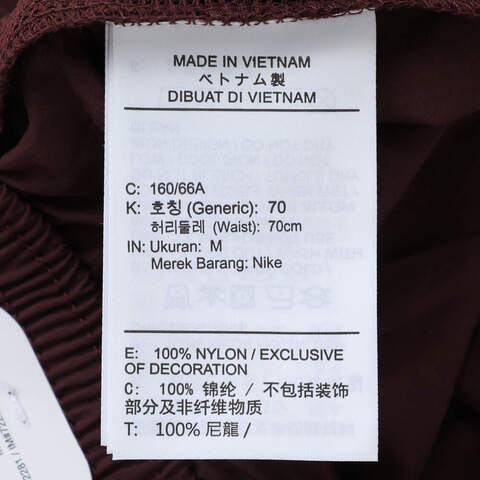 MADE IN VIETNAM
ベトナム製
DIBUAT DI VIETNAM
C: 160/66A
K: 호칭 (Generic): 70
허리둘레 (Waist): 70cm
IN: Ukuran: M
Merek Barang: Nike
E: 100% NYLON / EXCLUSIVE
OF DECORATION
C: 100% 锦纶 / 不包括装饰
部分及非纤维物质
T: 100% 尼龍 /